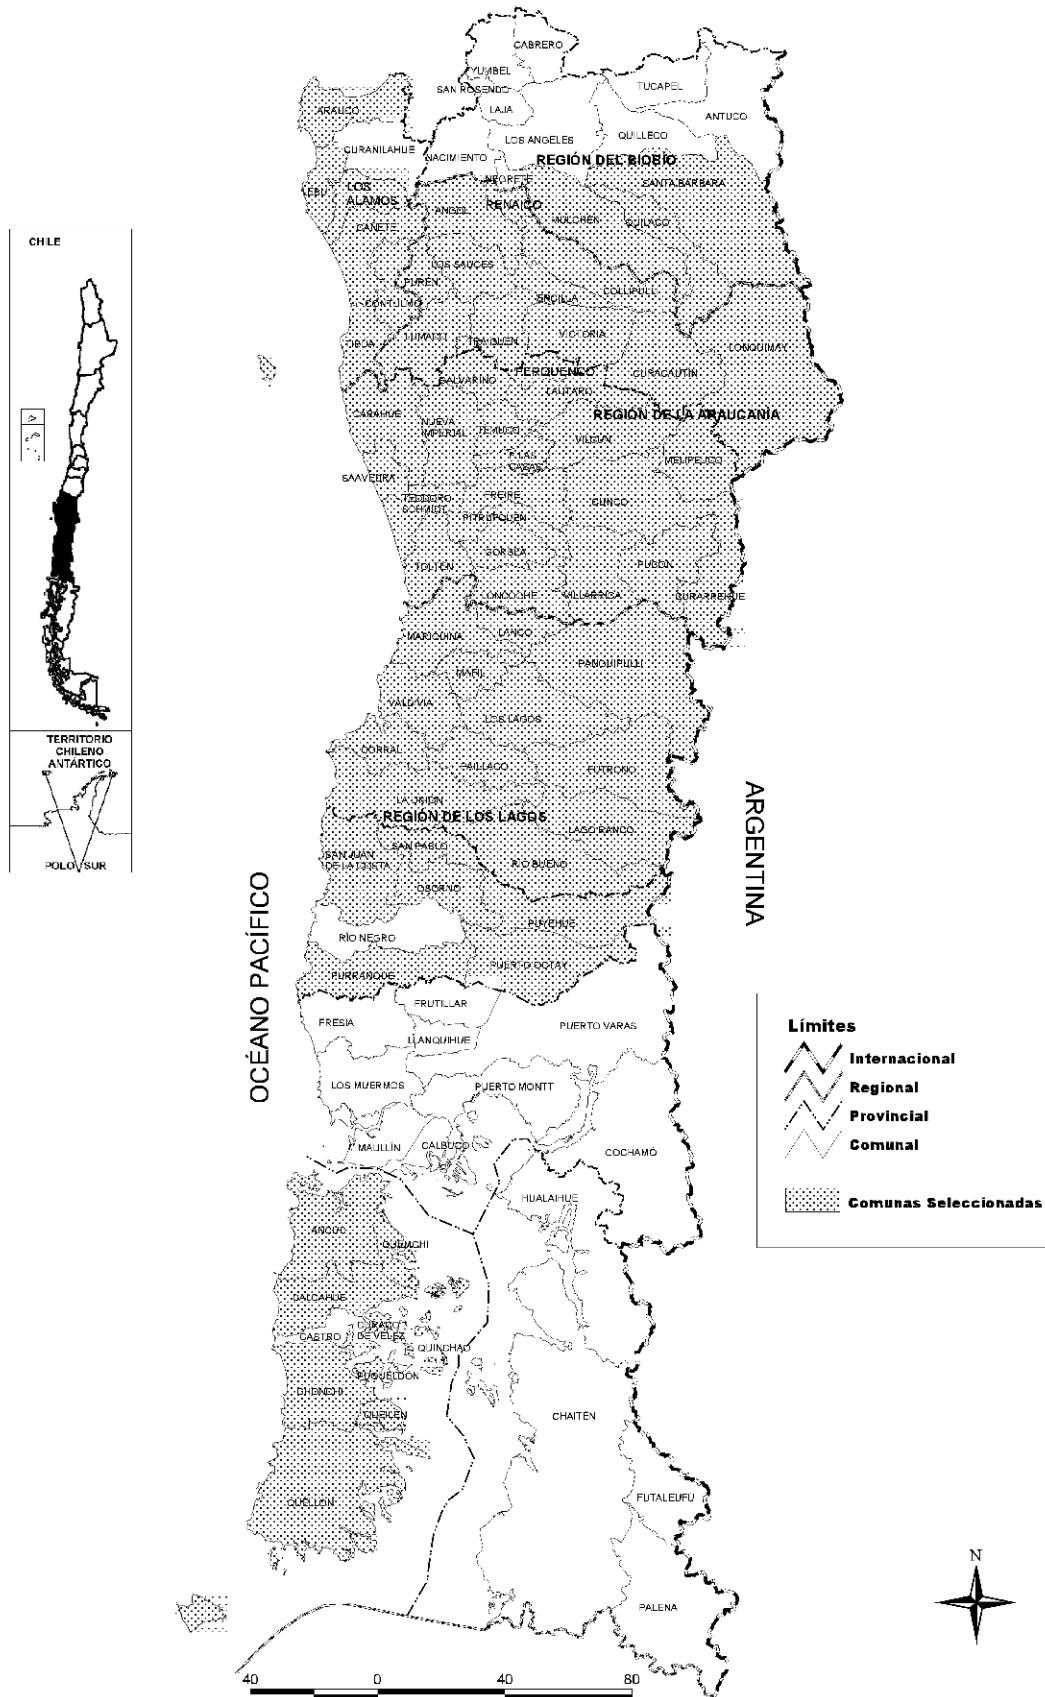 CABRERO
YUMBEL
TUCAPEL
SAN ROSENDO
ARAUCO
LAJA
ANTUCO
LOS ANGELES
QUILLECO
CURANILAHUE
NACIMIENTO
REGIÓN DEL BIOBÍO
NEGRETE
SANTA BARBARA
LEBU
LOS
ALAMOS
RENAICO
ANGOL
MULCHEN
QUILACO
CAÑETE
CHILE
LOS SAUCES
PUREN
COLLIPULLI
ERCILLA
CONTULMO
VICTORIA
LUMACO
TRAIGUEN
TIRUA
LONQUIMAY
PERQUENCO
CURACAUTIN
GALVARINO
LAUTARO
CARAHUE
REGIÓN DE LA ARAUCANÍA
NUEVA
IMPERIAL
TEMUCO
VILCUN
P. LAS
CASAS
MELIPEUCO
SAAVEDRA
TEODORO
SCHMIDT
FREIRE
CUNCO
PITRUFQUEN
GORBEA
PUCON
TOLTEN
LONCOCHE
VILLARRICA
CURARREHUE
MARIQUINA
LANCO
PANQUIPULLI
MAFIL
VALDIVIA
LOS LAGOS
TERRITORIO
CHILENO
ANTÁRTICO
CORRAL
PAILLACO
FUTRONO
LA UNION
REGIÓN DE LOS LAGOS
LAGO RANCO
SAN PABLO
SAN JUAN
DE LA COSTA
RIO BUENO
POLO SUR
OSORNO
ARGENTINA
OCÉANO PACÍFICO
PUYEHUE
RÍO NEGRO
PUERTO OCTAY
PURRANQUE
FRUTILLAR
FRESIA
PUERTO VARAS
LLANQUIHUE
Límites
Internacional
Regional
Provincial
Comunal
Comunas Seleccionadas
LOS MUERMOS
PUERTO MONTT
MAULLÍN
CALBUCO
COCHAMÓ
HUALAIHUE
ANCUD
QUEMCHI
DALCAHUE
CURACO
DE VELEZ
CASTRO
QUINCHAO
PUQUELDON
CHONCHI
QUEILEN
CHAITÉN
QUELLON
FUTALEUFÚ
N
PALENA
40 0 40 80